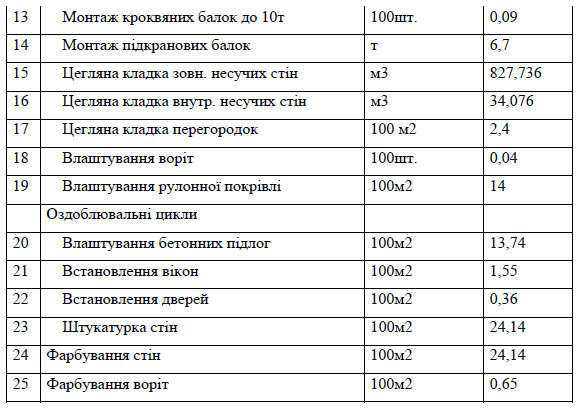 13 Монтаж кроквяних балок до 10т 100шт. 0,09
14 Монтаж підкранових балок т 6,7
15 Цегляна кладка зовн. несучих стін м3 827,736
16 Цегляна кладка внутр. несучих стін м3 34,076
17 Цегляна кладка перегородок 100 м2 2,4
18 Влаштування воріт 100шт. 0,04
19 Влаштування рулонної покрівлі 100м2 14
Оздоблювальні цикли
20 Влаштування бетонних підлог 100м2 13,74
21 Встановлення вікон 100м2 1,55
22 Встановлення дверей 100м2 0,36
23 Штукатурка стін 100м2 24,14
24 Фарбування стін 100м2 24,14
25 Фарбування воріт 100м2 0,65